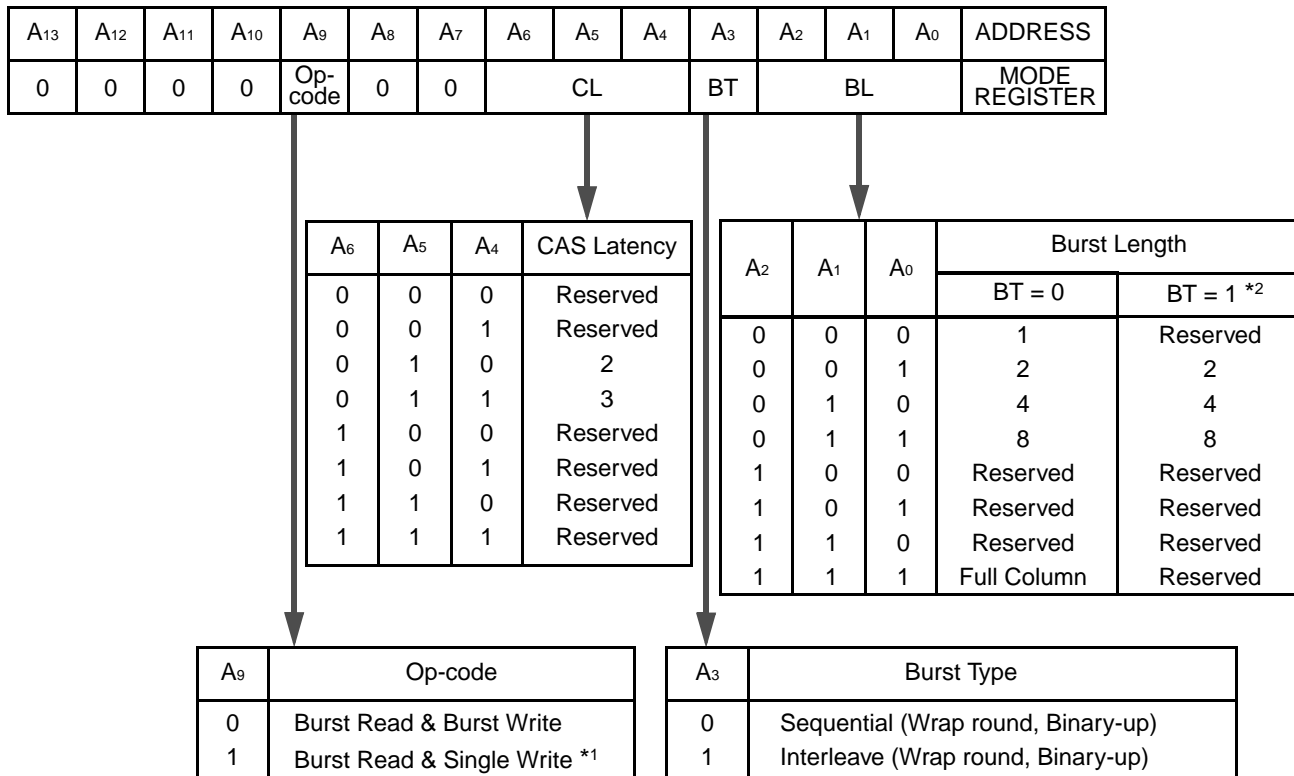 A13 A12 A11 A10 A9 A8 A7 A6 A5 A4 A3 A2 A1 A0 ADDRESS
0 0 0 0 Op-code 0 0 CL BT BL MODE REGISTER
A6 A5 A4 CAS Latency
0 0 0 Reserved
0 0 1 Reserved
0 1 0 2
0 1 1 3
1 0 0 Reserved
1 0 1 Reserved
1 1 0 Reserved
1 1 1 Reserved
A2 A1 A0 Burst Length
BT = 0 BT = 1 *2
0 0 0 1 Reserved
0 0 1 2 2
0 1 0 4 4
0 1 1 8 8
1 0 0 Reserved Reserved
1 0 1 Reserved Reserved
1 1 0 Reserved Reserved
1 1 1 Full Column Reserved
A9 Op-code
0 Burst Read & Burst Write
1 Burst Read & Single Write *1
A3 Burst Type
0 Sequential (Wrap round, Binary-up)
1 Interleave (Wrap round, Binary-up)